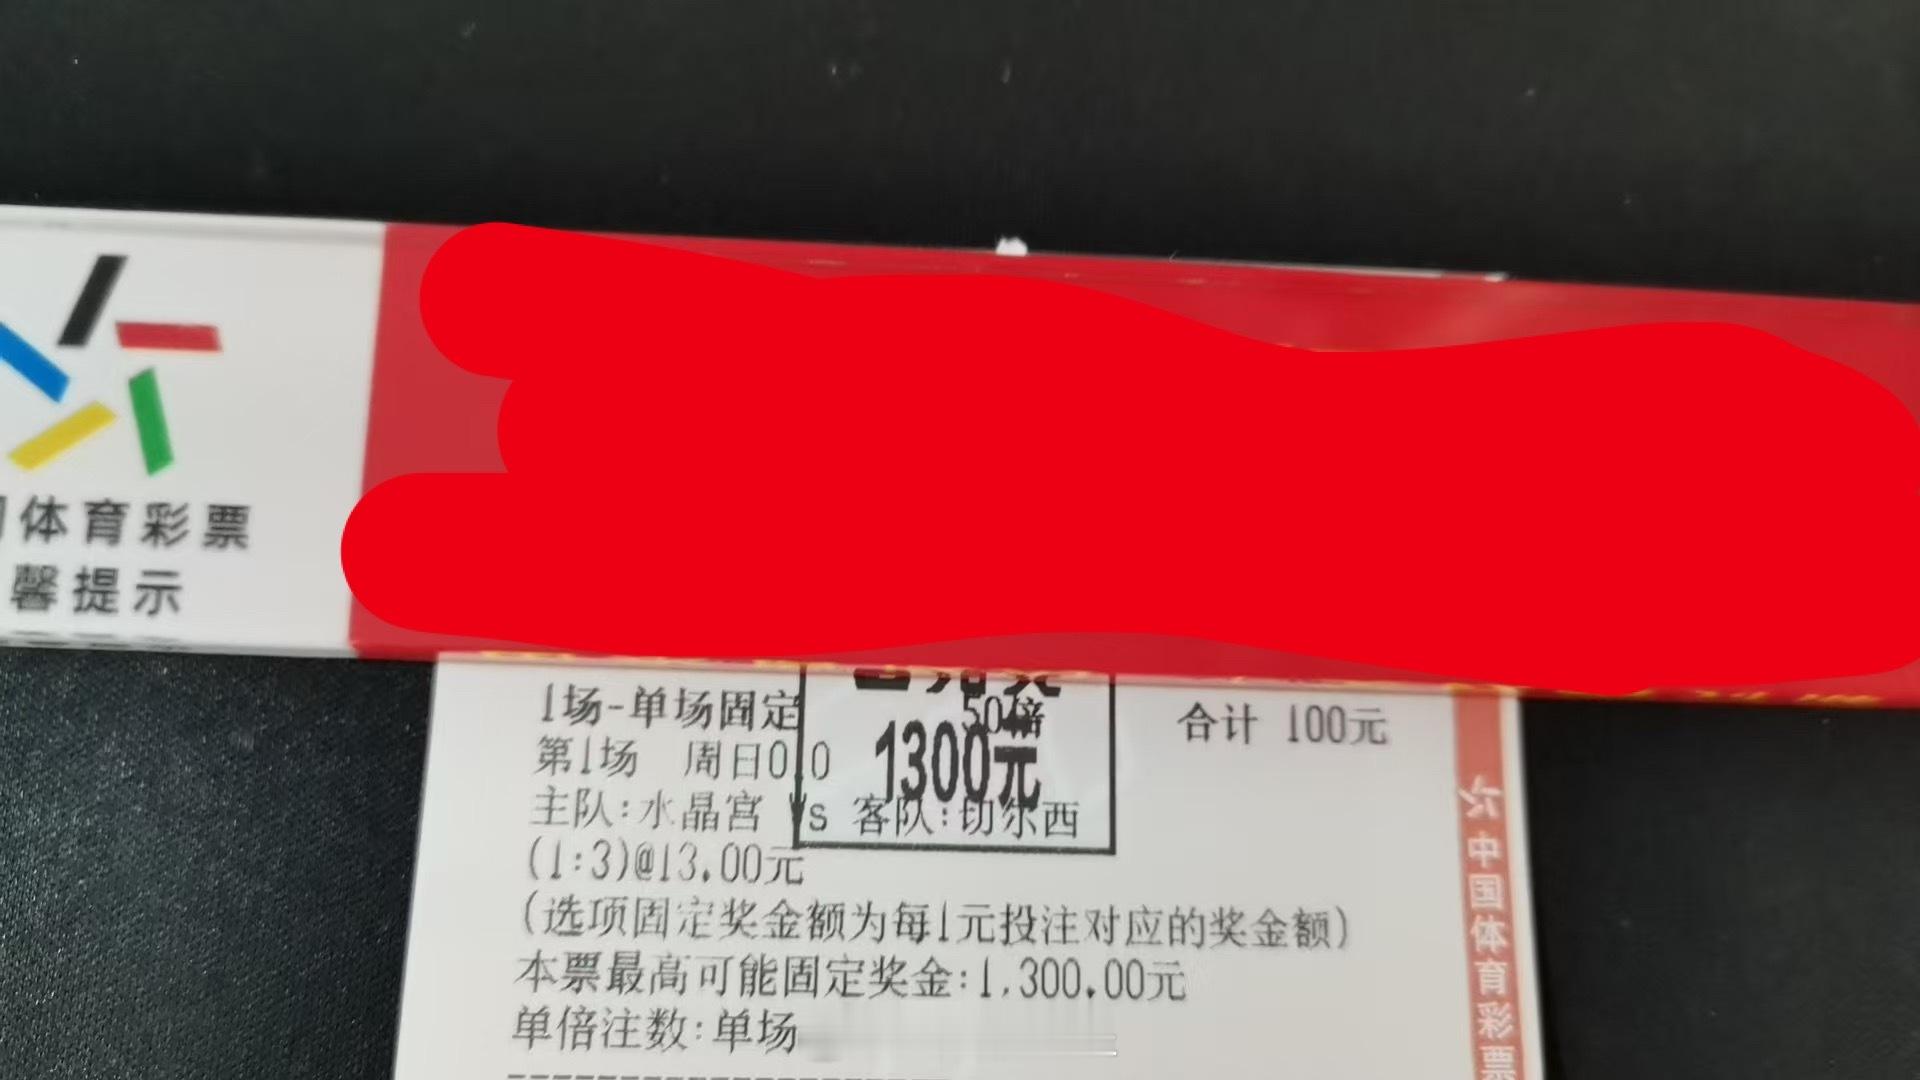 体育彩票
馨提示
1场-单场固定
50倍
合计 100元
1300元
第1场 周日0 0
主队:水晶宫 Vs 客队:切尔西
(1:3)@13.00元
(选项固定奖金额为每1元投注对应的奖金额)
本票最高可能固定奖金:1,300.00元
单倍注数:单场
中国体育彩票